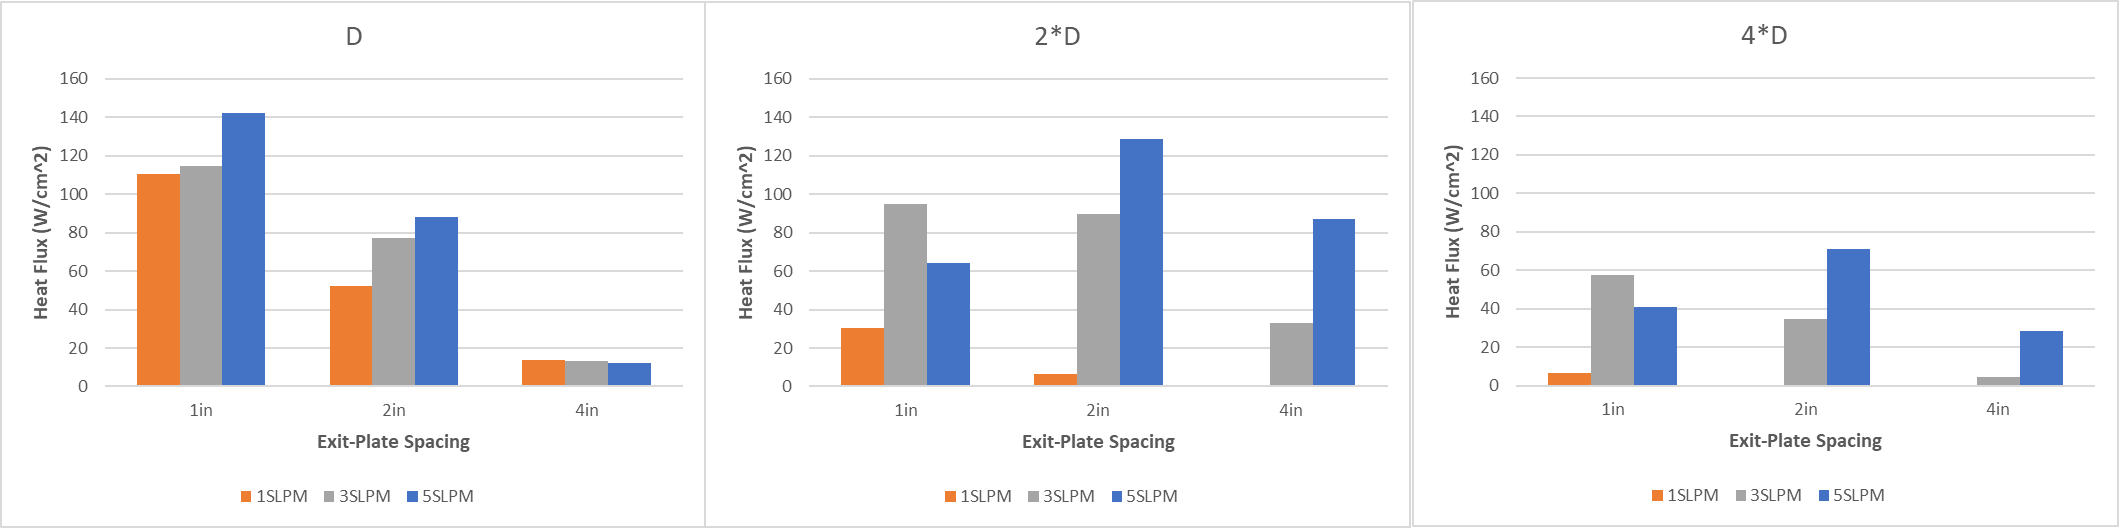 D
160
140
120
100
80
60
40
20
0
Heat Flux (W/cm^2)
1in 2in 4in
Exit-Plate Spacing
1SLPM 3SLPM 5SLPM
2*D
160
140
120
100
80
60
40
20
0
Heat Flux (W/cm^2)
1in 2in 4in
Exit-Plate Spacing
1SLPM 3SLPM 5SLPM
4*D
160
140
120
100
80
60
40
20
0
Heat Flux (W/cm^2)
1in 2in 4in
Exit-Plate Spacing
1SLPM 3SLPM 5SLPM